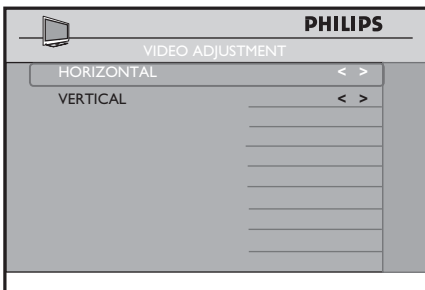 PHILIPS
VIDEO ADJUSTMENT
HORIZONTAL < >
VERTICAL < >